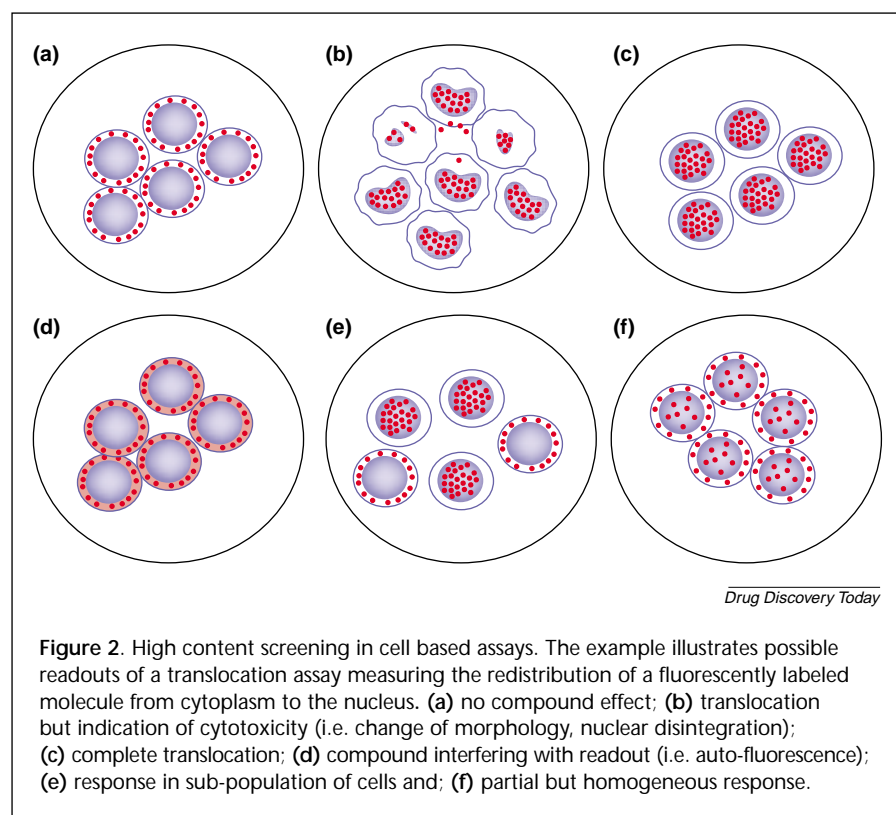 (a) (b) (c)
(d) (e) (f)
Drug Discovery Today
Figure 2. High content screening in cell based assays. The example illustrates possible
readouts of a translocation assay measuring the redistribution of a fluorescently labeled
molecule from cytoplasm to the nucleus. (a) no compound effect; (b) translocation
but indication of cytotoxicity (i.e. change of morphology, nuclear disintegration);
(c) complete translocation; (d) compound interfering with readout (i.e. auto-fluorescence);
(e) response in sub-population of cells and; (f) partial but homogeneous response.